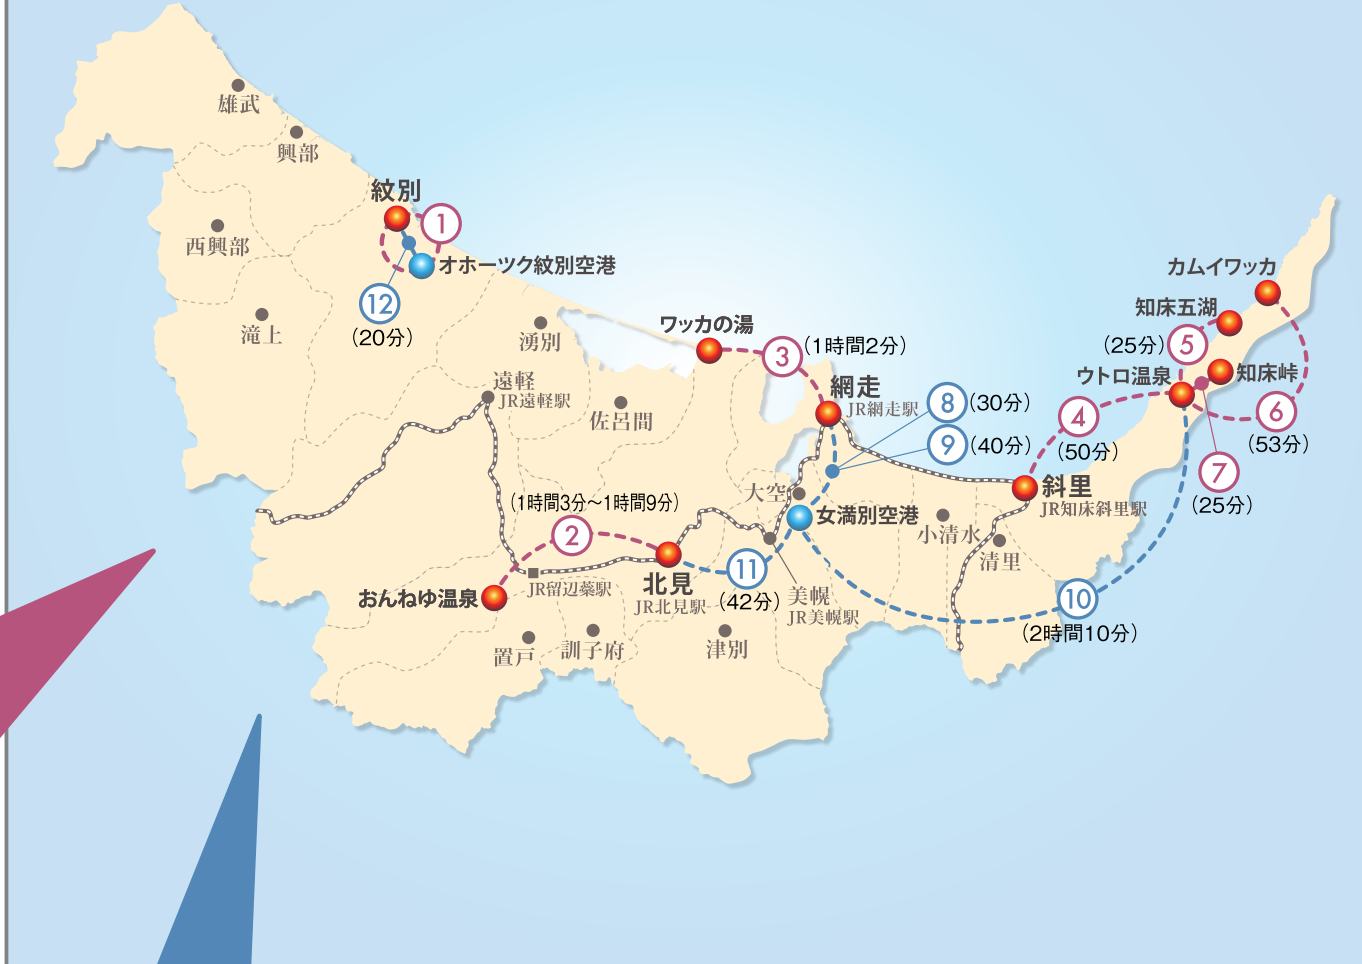 雄武
興部
紋別
1
西興部
オホーツク紋別空港
12
(20分)
滝上
湧別
ワッカの湯
3
(1時間2分)
カムイワッカ
知床五湖
(25分)
5
ウトロ温泉
知床峠
遠軽
JR遠軽駅
佐呂間
網走
JR網走駅
8
(30分)
9
(40分)
4
(50分)
6
(53分)
7
(25分)
大空
女満別空港
斜里
JR知床斜里駅
小清水
清里
(1時間3分〜1時間9分)
2
おんねゆ温泉
JR留辺蘂駅
北見
JR北見駅
11
(42分)
美幌
JR美幌駅
10
(2時間10分)
置戸
訓子府
津別